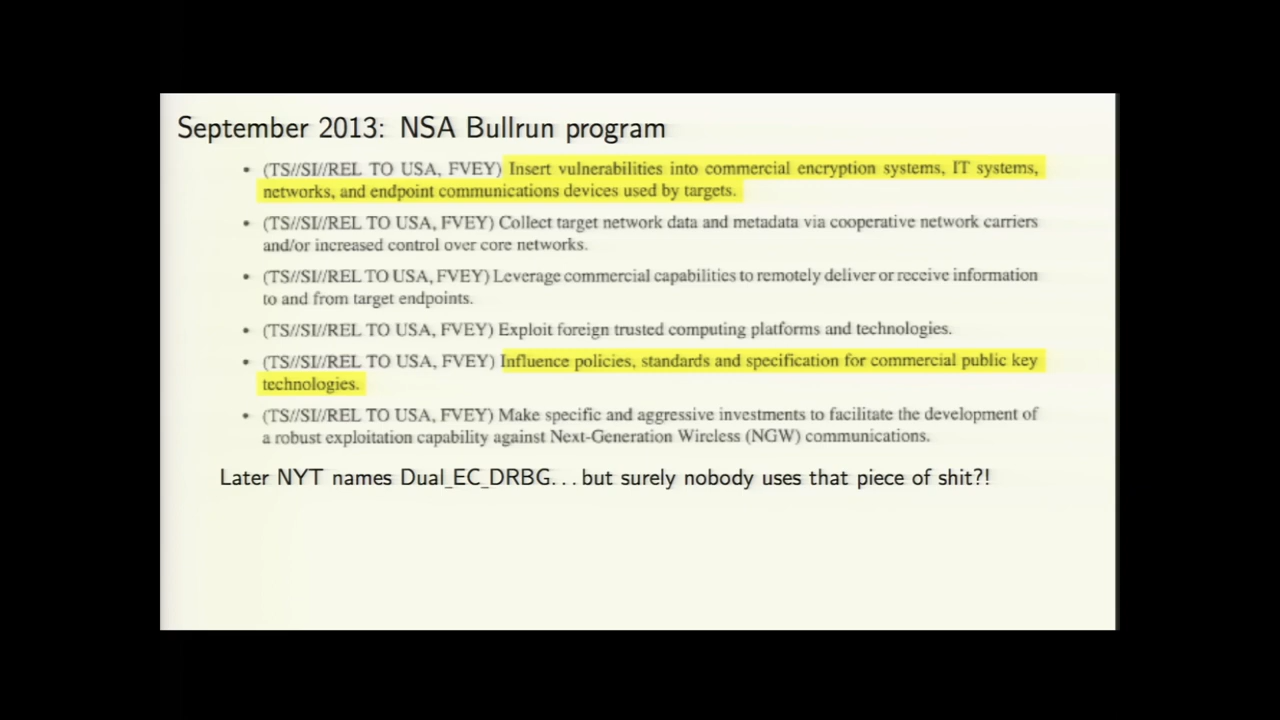 September 2013: NSA Bullrun program
• (TS//SI//REL TO USA, FVEY) Insert vulnerabilities into commercial encryption systems, IT systems,
networks, and endpoint communications devices used by targets.
• (TS//SI//REL TO USA, FVEY) Collect target network data and metadata via cooperative network carriers
and/or increased control over core networks.
• (TS//SI//REL TO USA, FVEY) Leverage commercial capabilities to remotely deliver or receive information
to and from target endpoints.
• (TS//SI//REL TO USA, FVEY) Exploit foreign trusted computing platforms and technologies.
• (TS//SI//REL TO USA, FVEY) Influence policies, standards and specification for commercial public key
technologies.
• (TS//SI//REL TO USA, FVEY) Make specific and aggressive investments to facilitate the development of
a robust exploitation capability against Next-Generation Wireless (NGW) communications.
Later NYT names Dual_EC_DRBG...but surely nobody uses that piece of shit?!